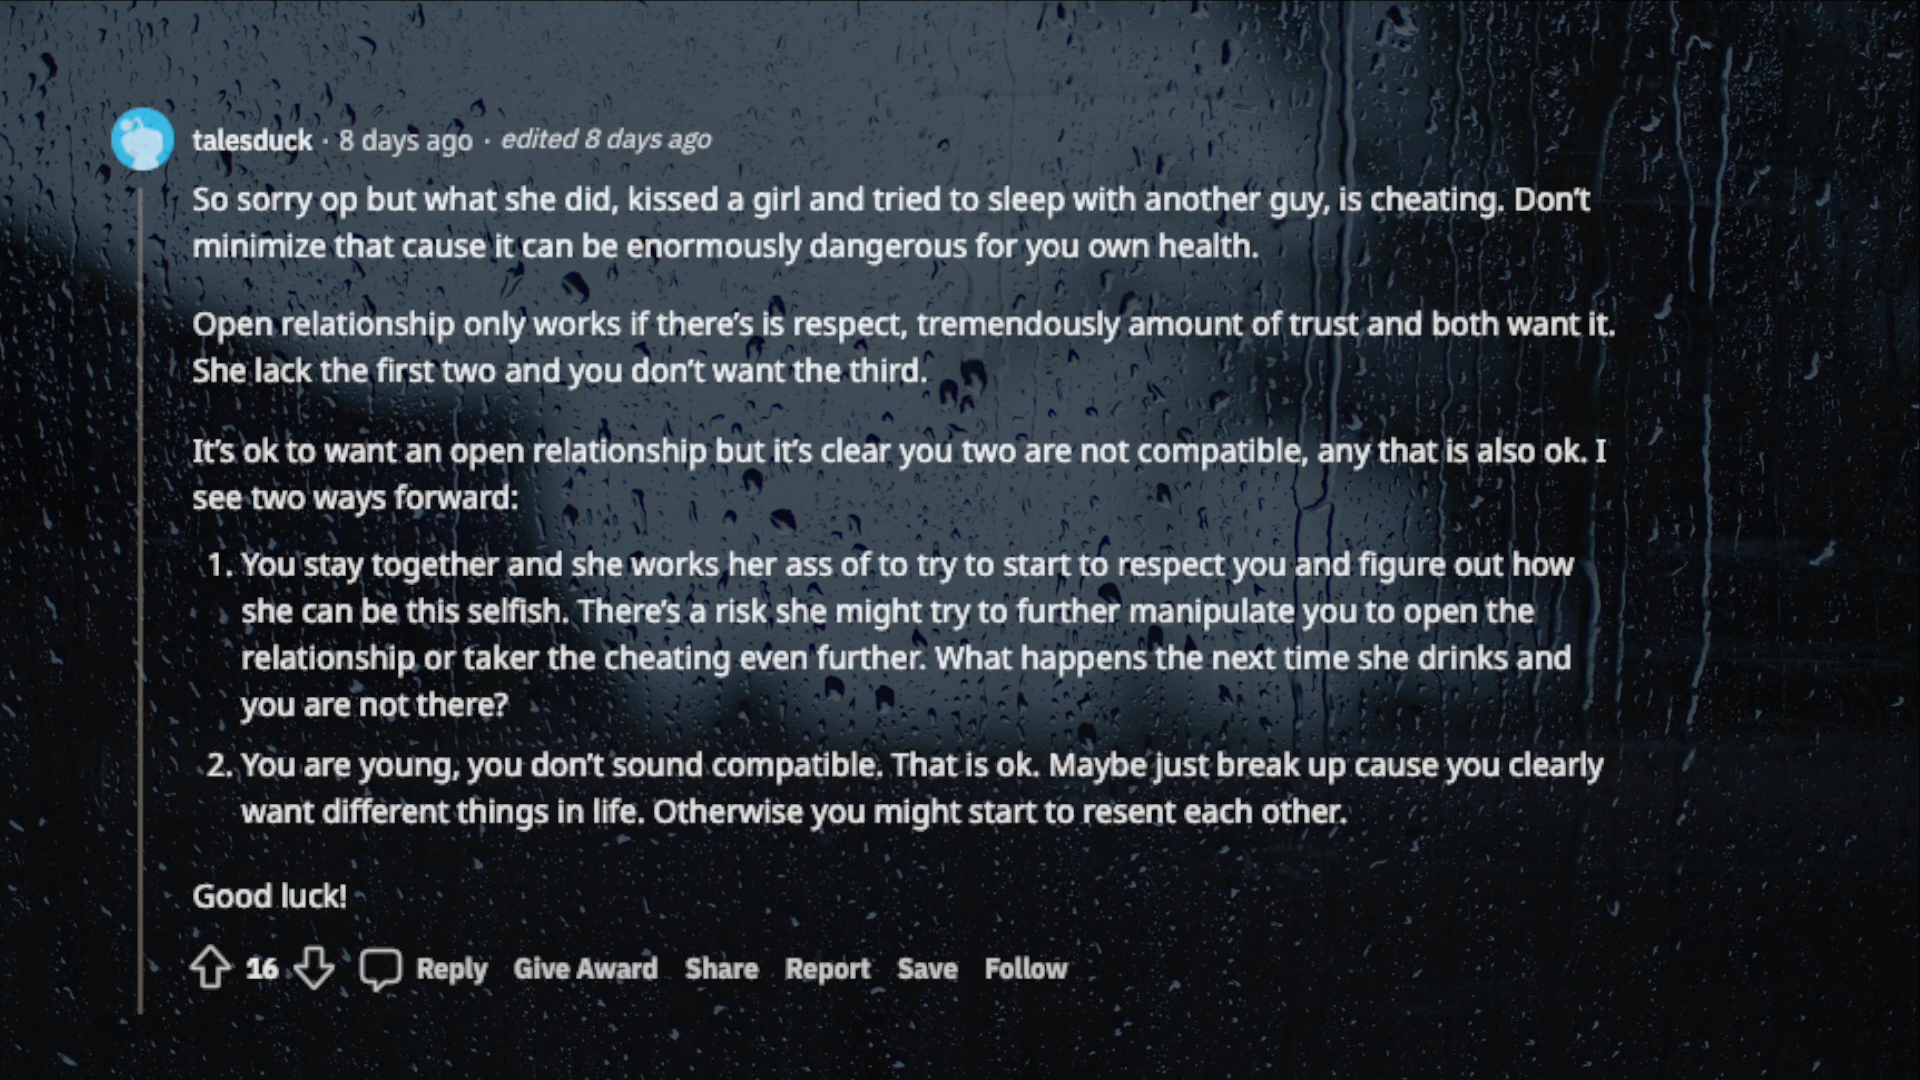 talesduck · 8 days ago · edited 8 days ago
So sorry op but what she did, kissed a girl and tried to sleep with another guy, is cheating. Don't
minimize that cause it can be enormously dangerous for you own health.
Open relationship only works if there's is respect, tremendously amount of trust and both want it.
She lack the first two and you don't want the third.
It's ok to want an open relationship but it's clear you two are not compatible, any that is also ok. I
see two ways forward:
1. You stay together and she works her ass of to try to start to respect you and figure out how
she can be this selfish. There's a risk she might try to further manipulate you to open the
relationship or taker the cheating even further. What happens the next time she drinks and
you are not there?
2. You are young, you don't sound compatible. That is ok. Maybe just break up cause you clearly
want different things in life. Otherwise you might start to resent each other.
Good luck!
16 Reply Give Award Share Report Save Follow